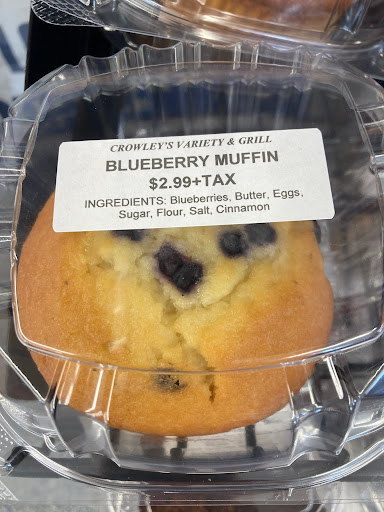 CROWLEY'S VARIETY & GRILL
BLUEBERRY MUFFIN
$2.99+TAX
INGREDIENTS: Blueberries, Butter, Eggs,
Sugar, Flour, Salt, Cinnamon